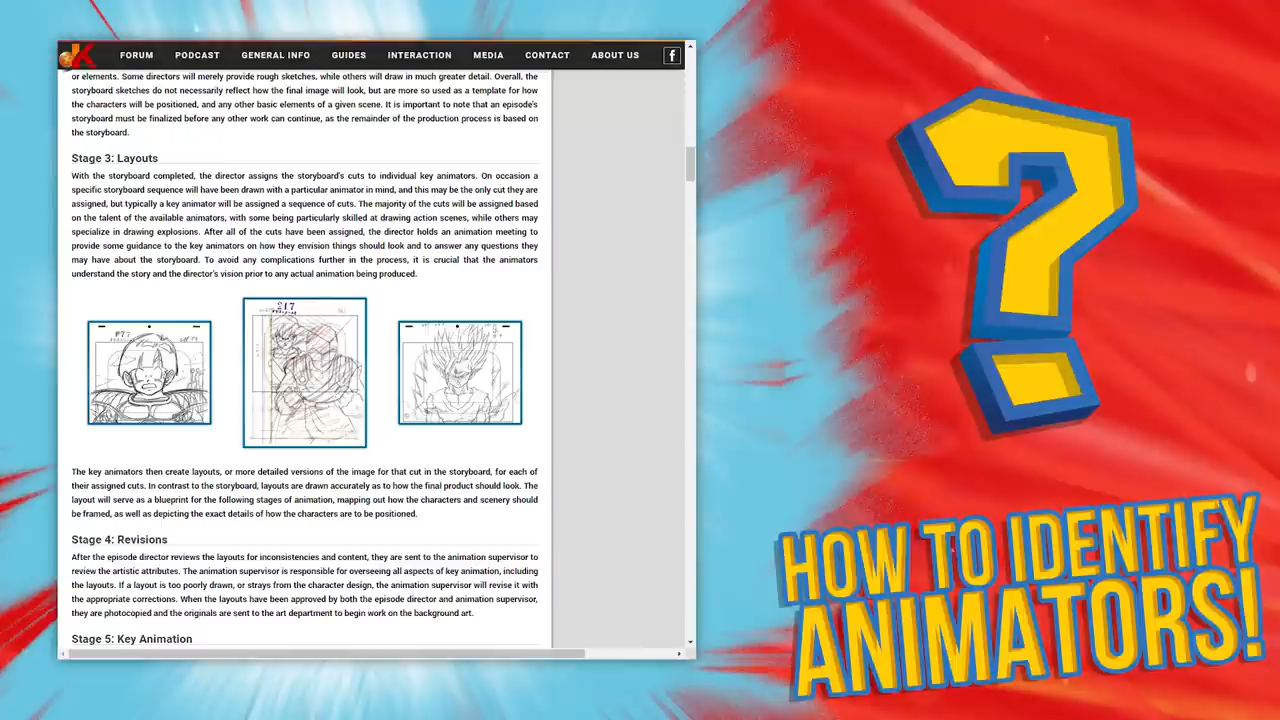 FORUM PODCAST GENERAL INFO GUIDES INTERACTION MEDIA CONTACT ABOUT US f
or elements. Some directors will merely provide rough sketches, while others will draw in much greater detail. Overall, the
storyboard sketches do not necessarily reflect how the final image will look, but are more so used as a template for how
the characters will be positioned, and any other basic elements of a given scene. It is important to note that an episode's
storyboard must be finalized before any other work can continue, as the remainder of the production process is based on
the storyboard.
Stage 3: Layouts
With the storyboard completed, the director assigns the storyboard's cuts to individual key animators. On occasion a
specific storyboard sequence will have been drawn with a particular animator in mind, and this may be the only cut they are
assigned, but typically a key animator will be assigned a sequence of cuts. The majority of the cuts will be assigned based
on the talent of the available animators, with some being particularly skilled at drawing action scenes, while others may
specialize in drawing explosions. After all of the cuts have been assigned, the director holds an animation meeting to
provide some guidance to the key animators on how they envision things should look and to answer any questions they
may have about the storyboard. To avoid any complications further in the process, it is crucial that the animators
understand the story and the director's vision prior to any actual animation being produced.
217
The key animators then create layouts, or more detailed versions of the image for that cut in the storyboard, for each of
their assigned cuts. In contrast to the storyboard, layouts are drawn accurately as to how the final product should look. The
layout will serve as a blueprint for the following stages of animation, mapping out how the characters and scenery should
be framed, as well as depicting the exact details of how the characters are to be positioned.
Stage 4: Revisions
After the episode director reviews the layouts for inconsistencies and content, they are sent to the animation supervisor to
review the artistic attributes. The animation supervisor is responsible for overseeing all aspects of key animation, including
the layouts. If a layout is too poorly drawn, or strays from the character design, the animation supervisor will revise it with
the appropriate corrections. When the layouts have been approved by both the episode director and animation supervisor,
they are photocopied and the originals are sent to the art department to begin work on the background art.
Stage 5: Key Animation
?
HOW TO IDENTIFY
ANIMATORS!